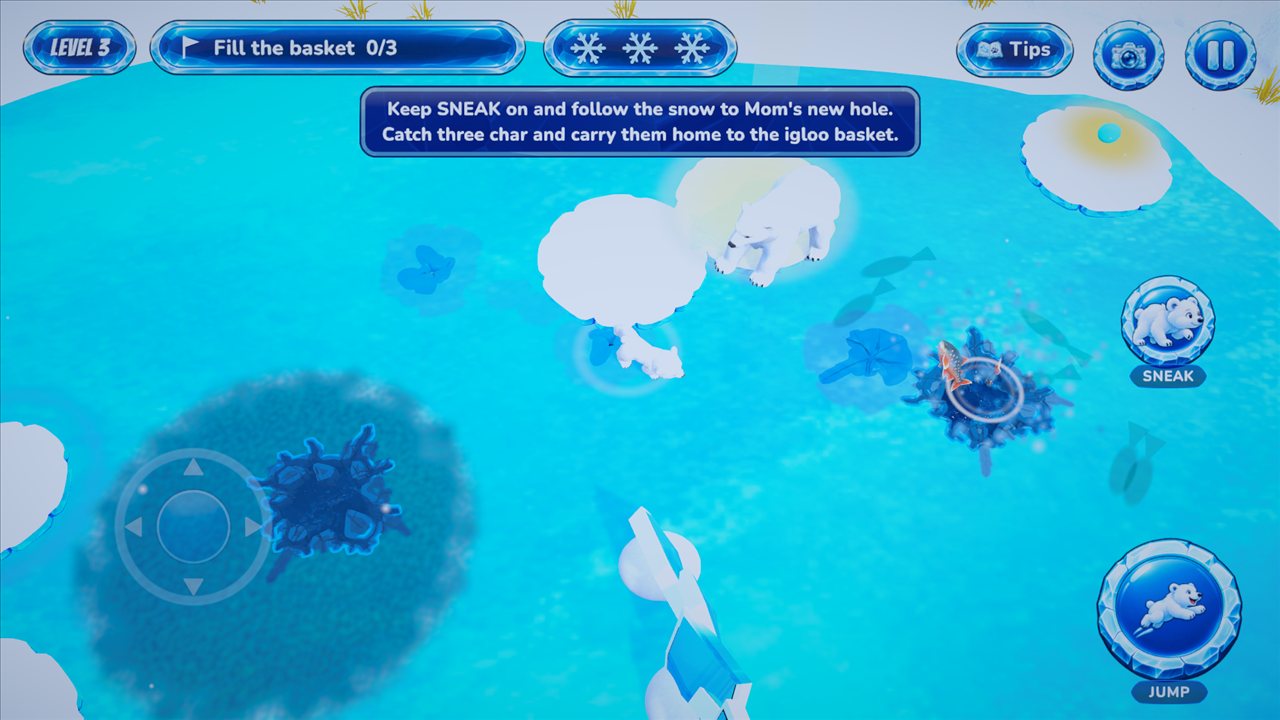 LEVEL 3
Fill the basket 0/3
Tips
Keep SNEAK on and follow the snow to Mom's new hole.
Catch three char and carry them home to the igloo basket.
SNEAK
JUMP